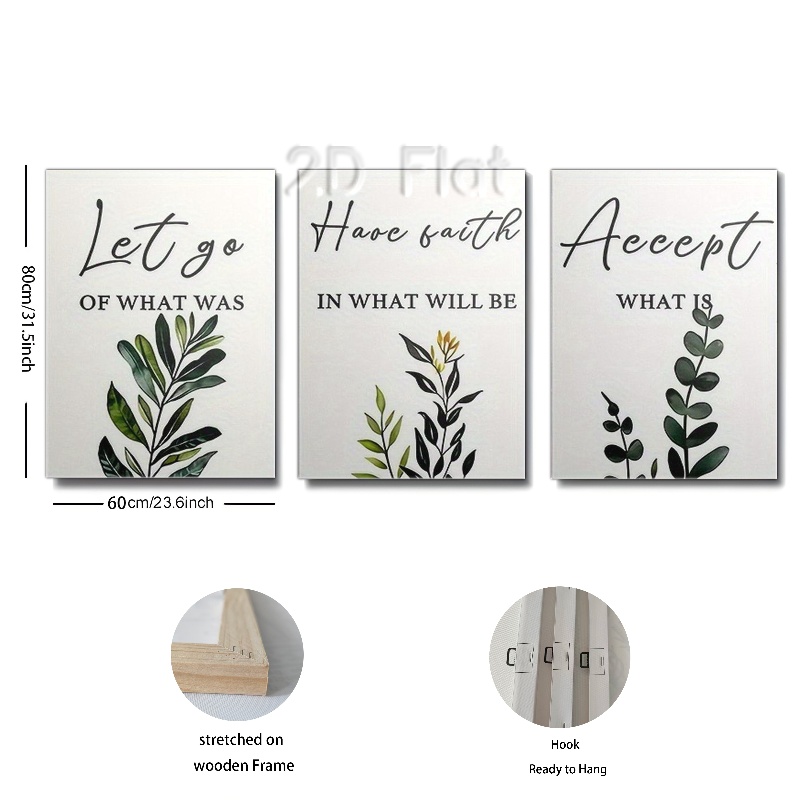 2D Flat
Let go
OF WHAT WAS
Have faith
IN WHAT WILL BE
Accept
WHAT IS
80cm/31.5inch
60cm/23.6inch
stretched on
wooden Frame
Hook
Ready to Hang